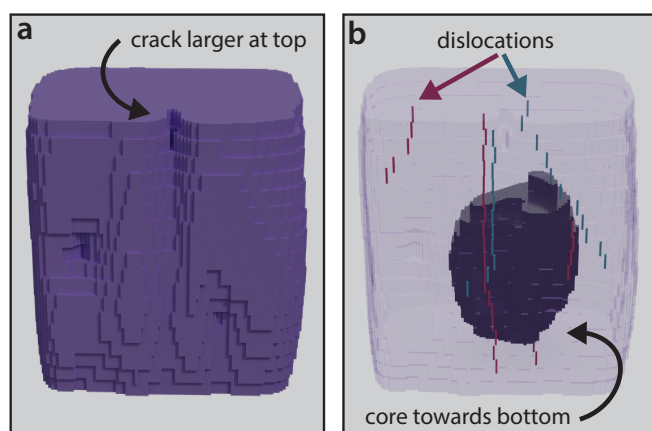 a
crack larger at top
b
dislocations
core towards bottom